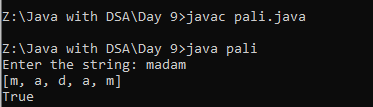 Z:\Java with DSA\Day 9>javac pali.java
Z:\Java with DSA\Day 9>java pali
Enter the string: madam
[m, a, d, a, m]
True